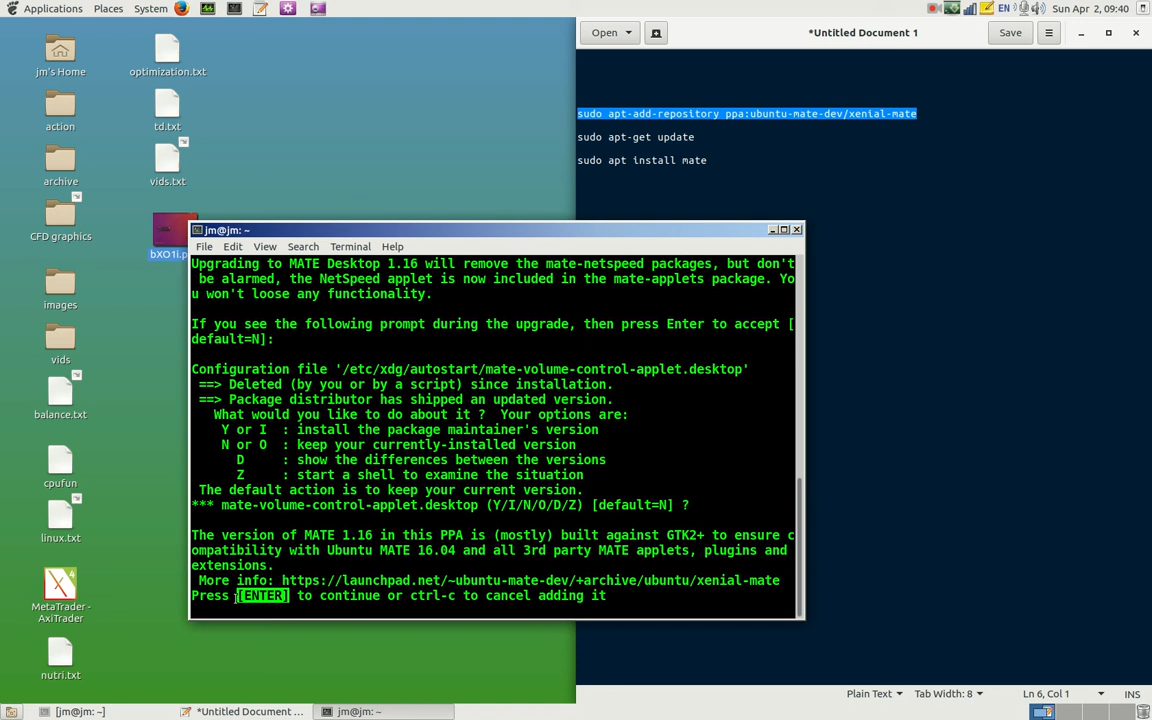 Applications Places System EN Sun Apr 2, 09:40
jm's Home
optimization.txt
action
td.txt
archive
vids.txt
CFD graphics
bXO1i.p
images
vids
balance.txt
cpufun
linux.txt
MetaTrader -
AxiTrader
nutri.txt
Open *Untitled Document 1 Save
sudo apt-add-repository ppa:ubuntu-mate-dev/xenial-mate
sudo apt-get update
sudo apt install mate
jm@jm: ~
File Edit View Search Terminal Help
Upgrading to MATE Desktop 1.16 will remove the mate-netspeed packages, but don't
be alarmed, the NetSpeed applet is now included in the mate-applets package. Yo
u won't loose any functionality.
If you see the following prompt during the upgrade, then press Enter to accept [
default=N]:
Configuration file '/etc/xdg/autostart/mate-volume-control-applet.desktop'
==> Deleted (by you or by a script) since installation.
==> Package distributor has shipped an updated version.
What would you like to do about it ?  Your options are:
Y or I  : install the package maintainer's version
N or O  : keep your currently-installed version
D     : show the differences between the versions
Z     : start a shell to examine the situation
The default action is to keep your current version.
*** mate-volume-control-applet.desktop (Y/I/N/O/D/Z) [default=N] ?
The version of MATE 1.16 in this PPA is (mostly) built against GTK2+ to ensure c
ompatibility with Ubuntu MATE 16.04 and all 3rd party MATE applets, plugins and
extensions.
More info: https://launchpad.net/~ubuntu-mate-dev/+archive/ubuntu/xenial-mate
Press [ENTER] to continue or ctrl-c to cancel adding it
Plain Text Tab Width: 8 Ln 6, Col 1 INS
[jm@jm: ~] *Untitled Document ... jm@jm: ~